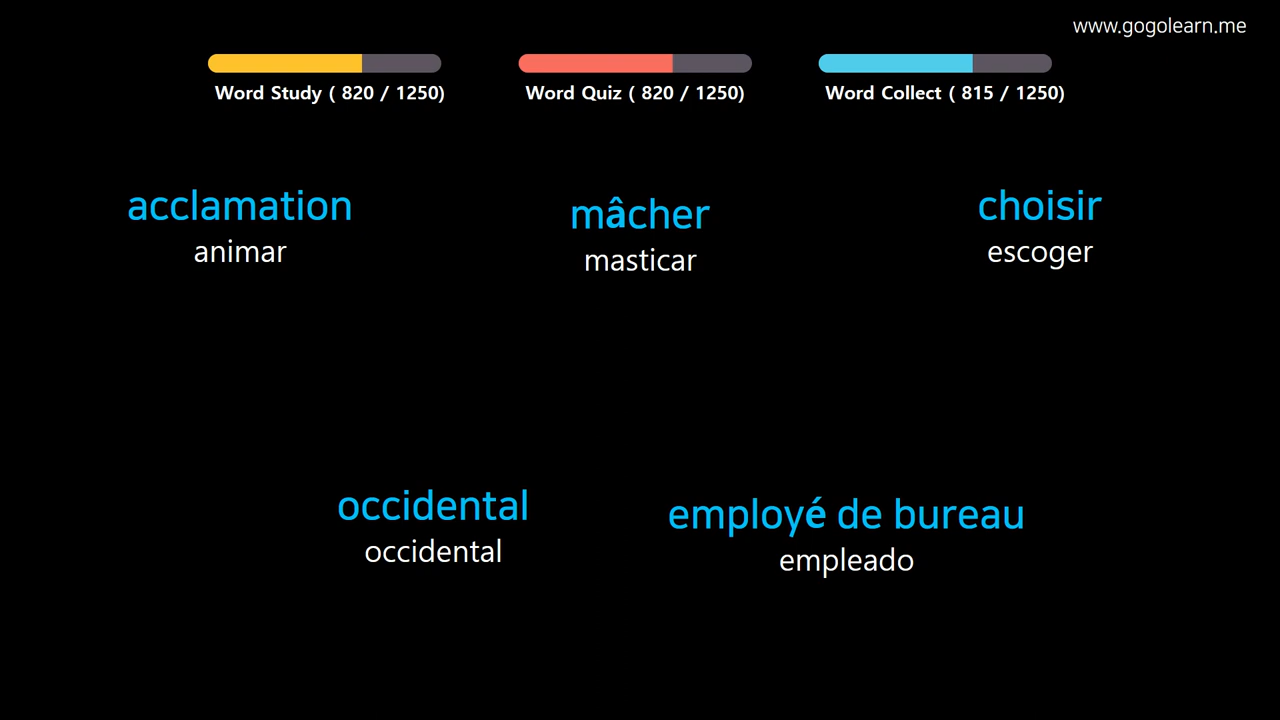 www.gogolearn.me
Word Study ( 820 / 1250)
Word Quiz ( 820 / 1250)
Word Collect ( 815 / 1250)
acclamation
animar
mâcher
masticar
choisir
escoger
occidental
occidental
employé de bureau
empleado